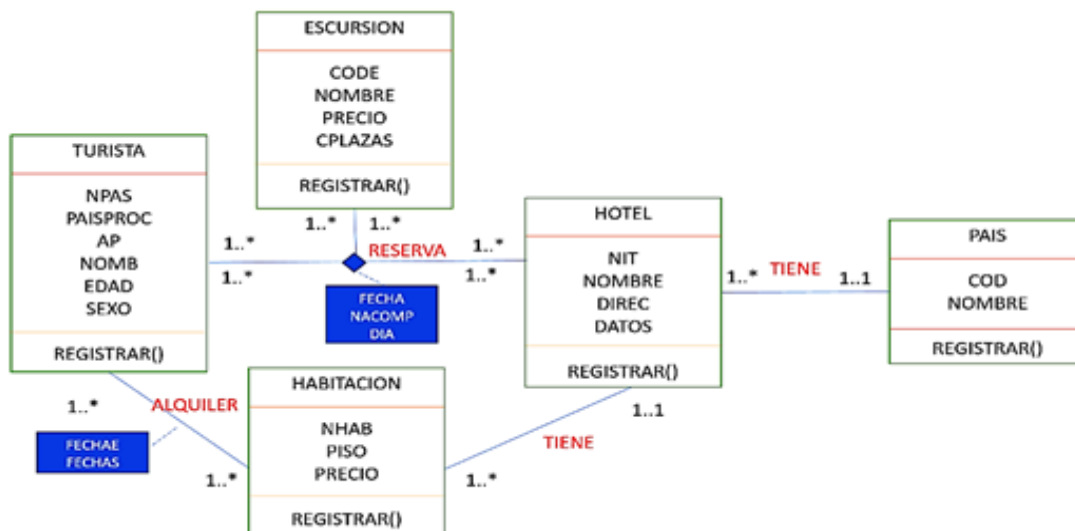 ESCURSION
CODE
NOMBRE
PRECIO
CPLAZAS
REGISTRAR()
TURISTA
NPAS
PAISPROC
AP
NOMB
EDAD
SEXO
REGISTRAR()
1..* 1..*
1..*
1..*
RESERVA
1..*
1..*
FECHA
NACOMP
DIA
HOTEL
NIT
NOMBRE
DIREC
DATOS
REGISTRAR()
1..* TIENE 1..1
PAIS
COD
NOMBRE
REGISTRAR()
1..* ALQUILER
FECHAE
FECHAS
1..*
HABITACION
NHAB
PISO
PRECIO
REGISTRAR()
1..1
TIENE
1..*